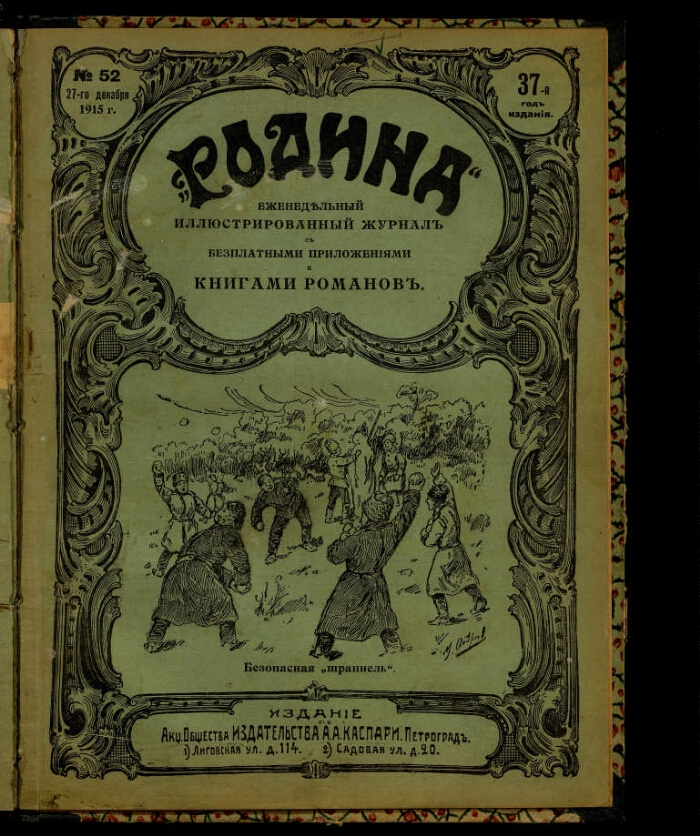 № 52
27-го декабря
1915 г.
37-й
годъ
изданія.
„РОДИНА“
ЕЖЕНЕДѢЛЬНЫЙ
ИЛЛЮСТРИРОВАННЫЙ ЖУРНАЛЪ
съ
БЕЗПЛАТНЫМИ ПРИЛОЖЕНІЯМИ
и
КНИГАМИ РОМАНОВЪ.
Безопасная „шрапнель“.
ИЗДАНІЕ
Акц. Общества ИЗДАТЕЛЬСТВА А.А.КАСПАРИ. Петроградъ.
1) Лиговская ул. д. 114. 2) Садовая ул. д. 20.